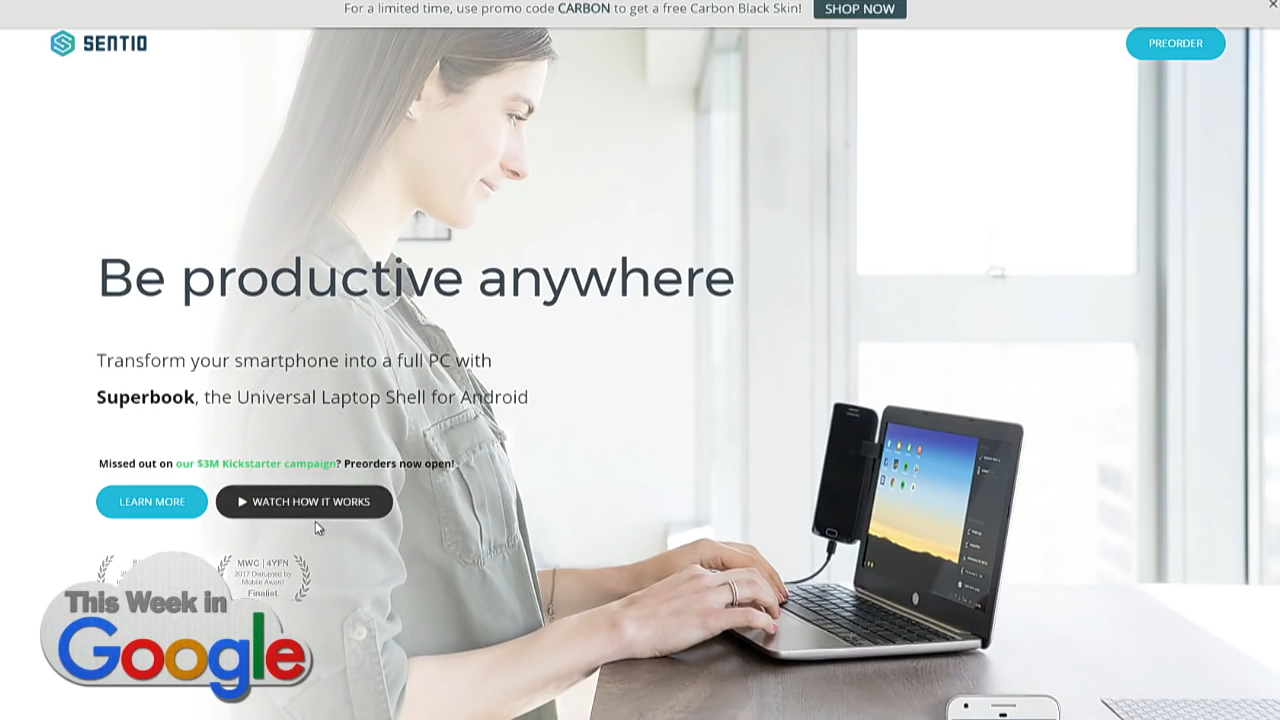 For a limited time, use promo code CARBON to get a free Carbon Black Skin!
SHOP NOW
SENTIO
PREORDER
Be productive anywhere
Transform your smartphone into a full PC with
Superbook, the Universal Laptop Shell for Android
Missed out on our $3M Kickstarter campaign? Preorders now open!
LEARN MORE
WATCH HOW IT WORKS
MWC | 4YFN
2017 Disrupted by
Mobile Award
Finalist
This Week in
Google